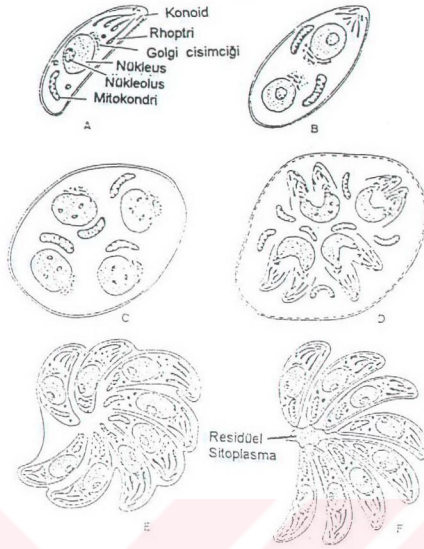 Konoid
Rhoptri
Golgi cisimciği
Nükleus
Nükleolus
Mitokondri
A
B
C
D
Residüel
Sitoplasma
E
F